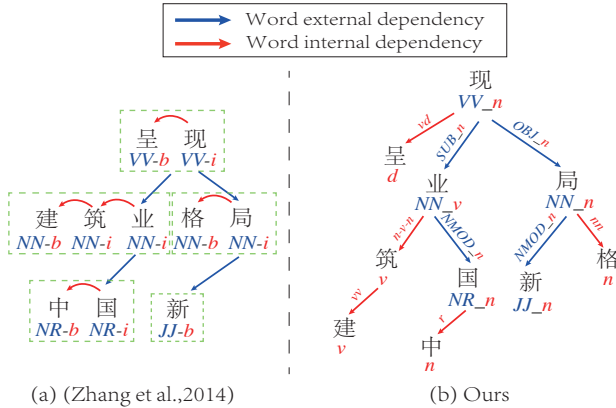 Word external dependency
Word internal dependency
呈 现
VV-b VV-i
建 筑 业 格 局
NN-b NN-i NN-i NN-b NN-i
中 国 新
NR-b NR-i JJ-b
(a) (Zhang et al.,2014)
现
VV_n
vd SUB_n OBJ_n
呈
d
业
NN_v
局
NN_n
n-v-n NMOD_n NMOD_n nn
筑
v
国
NR_n
新
JJ_n
格
n
vv r
建
v
中
n
(b) Ours